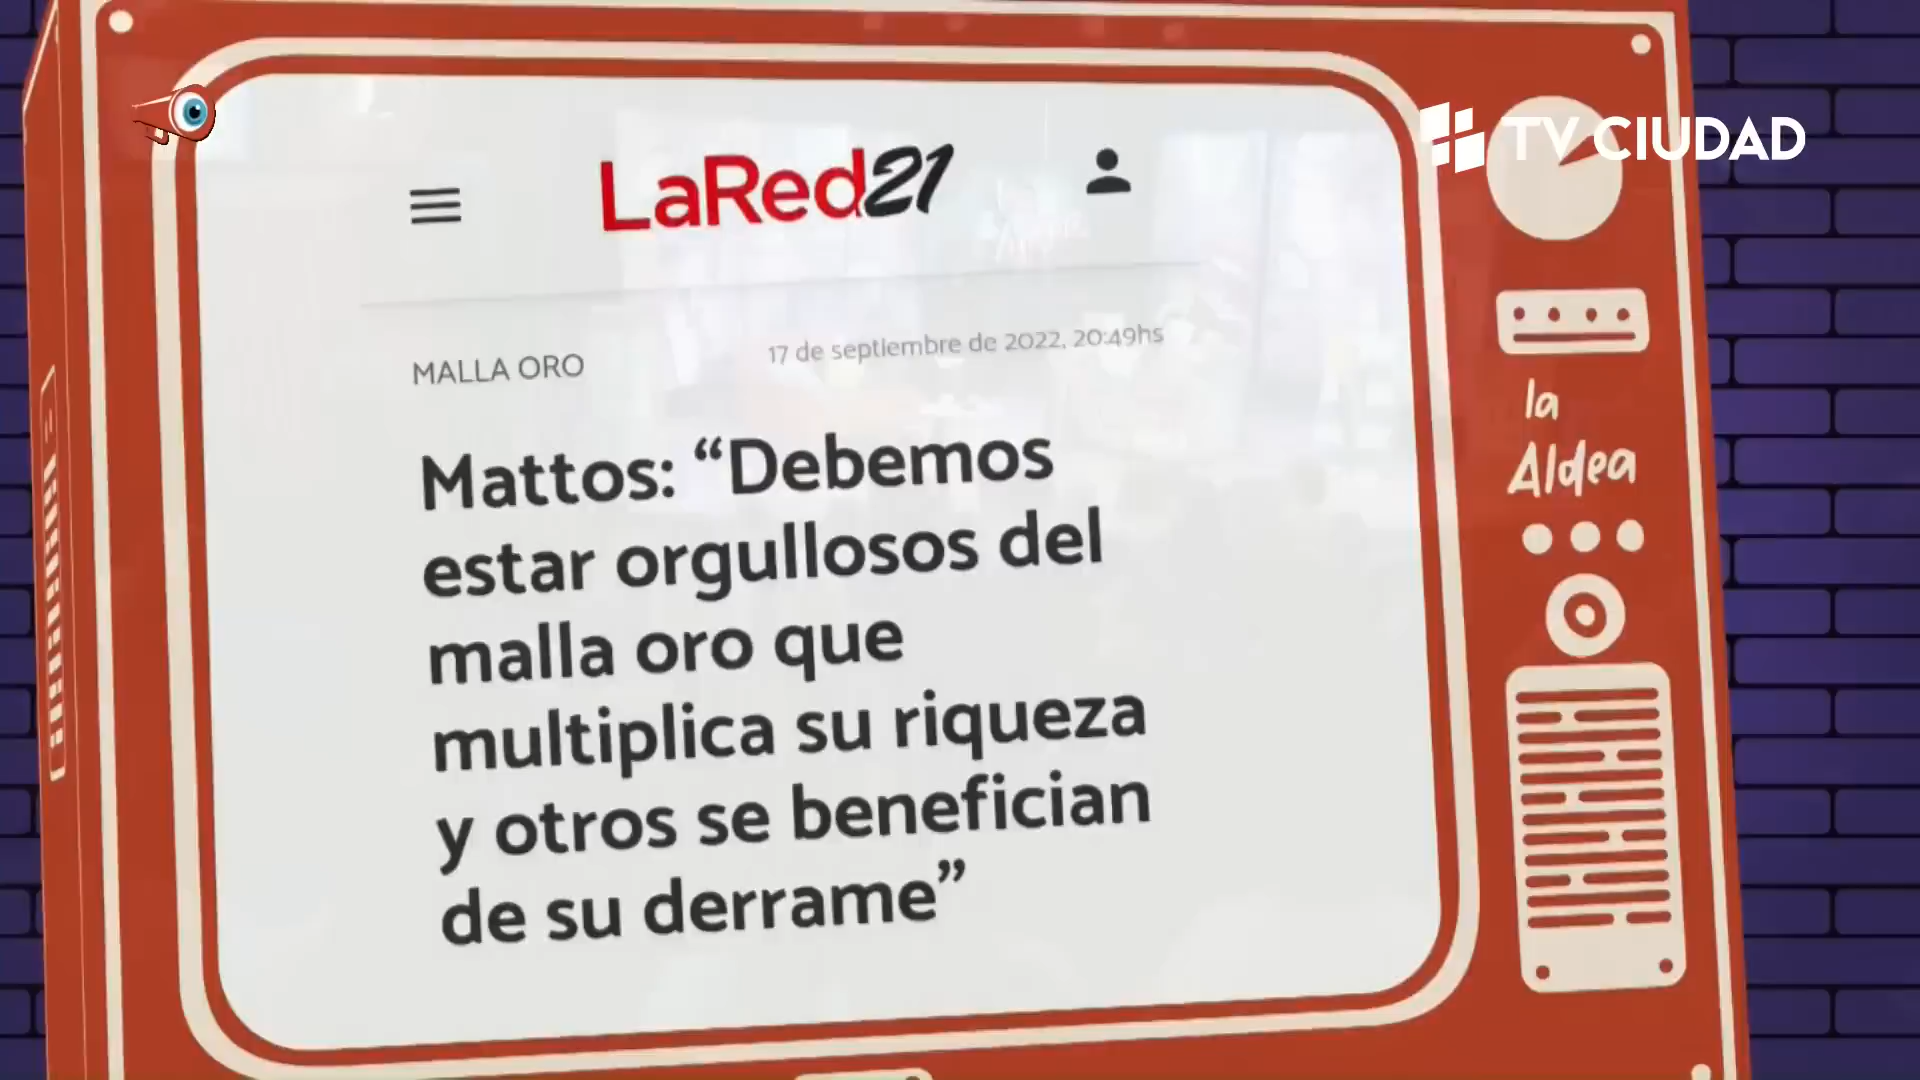 TV CIUDAD
LaRed21
MALLA ORO
17 de septiembre de 2022, 20:49hs
Mattos: “Debemos
estar orgullosos del
malla oro que
multiplica su riqueza
y otros se benefician
de su derrame”
la
Aldea